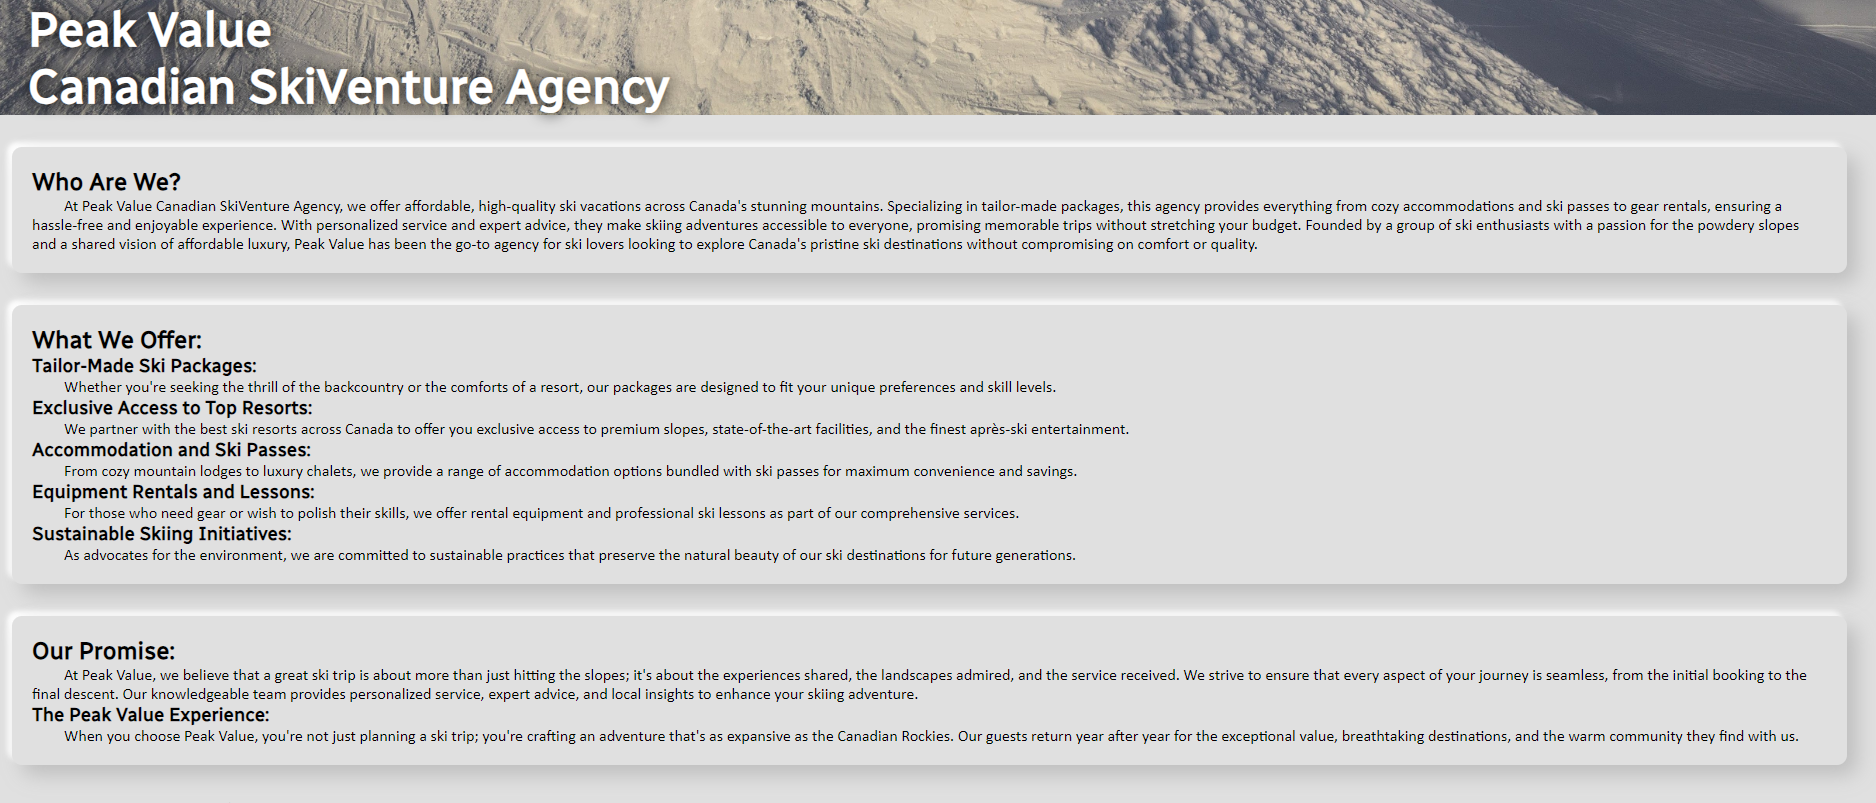 Peak Value
Canadian SkiVenture Agency
Who Are We?
At Peak Value Canadian SkiVenture Agency, we offer affordable, high-quality ski vacations across Canada's stunning mountains. Specializing in tailor-made packages, this agency provides everything from cozy accommodations and ski passes to gear rentals, ensuring a
hassle-free and enjoyable experience. With personalized service and expert advice, they make skiing adventures accessible to everyone, promising memorable trips without stretching your budget. Founded by a group of ski enthusiasts with a passion for the powdery slopes
and a shared vision of affordable luxury, Peak Value has been the go-to agency for ski lovers looking to explore Canada's pristine ski destinations without compromising on comfort or quality.
What We Offer:
Tailor-Made Ski Packages:
Whether you're seeking the thrill of the backcountry or the comforts of a resort, our packages are designed to fit your unique preferences and skill levels.
Exclusive Access to Top Resorts:
We partner with the best ski resorts across Canada to offer you exclusive access to premium slopes, state-of-the-art facilities, and the finest après-ski entertainment.
Accommodation and Ski Passes:
From cozy mountain lodges to luxury chalets, we provide a range of accommodation options bundled with ski passes for maximum convenience and savings.
Equipment Rentals and Lessons:
For those who need gear or wish to polish their skills, we offer rental equipment and professional ski lessons as part of our comprehensive services.
Sustainable Skiing Initiatives:
As advocates for the environment, we are committed to sustainable practices that preserve the natural beauty of our ski destinations for future generations.
Our Promise:
At Peak Value, we believe that a great ski trip is about more than just hitting the slopes; it's about the experiences shared, the landscapes admired, and the service received. We strive to ensure that every aspect of your journey is seamless, from the initial booking to the
final descent. Our knowledgeable team provides personalized service, expert advice, and local insights to enhance your skiing adventure.
The Peak Value Experience:
When you choose Peak Value, you're not just planning a ski trip; you're crafting an adventure that's as expansive as the Canadian Rockies. Our guests return year after year for the exceptional value, breathtaking destinations, and the warm community they find with us.